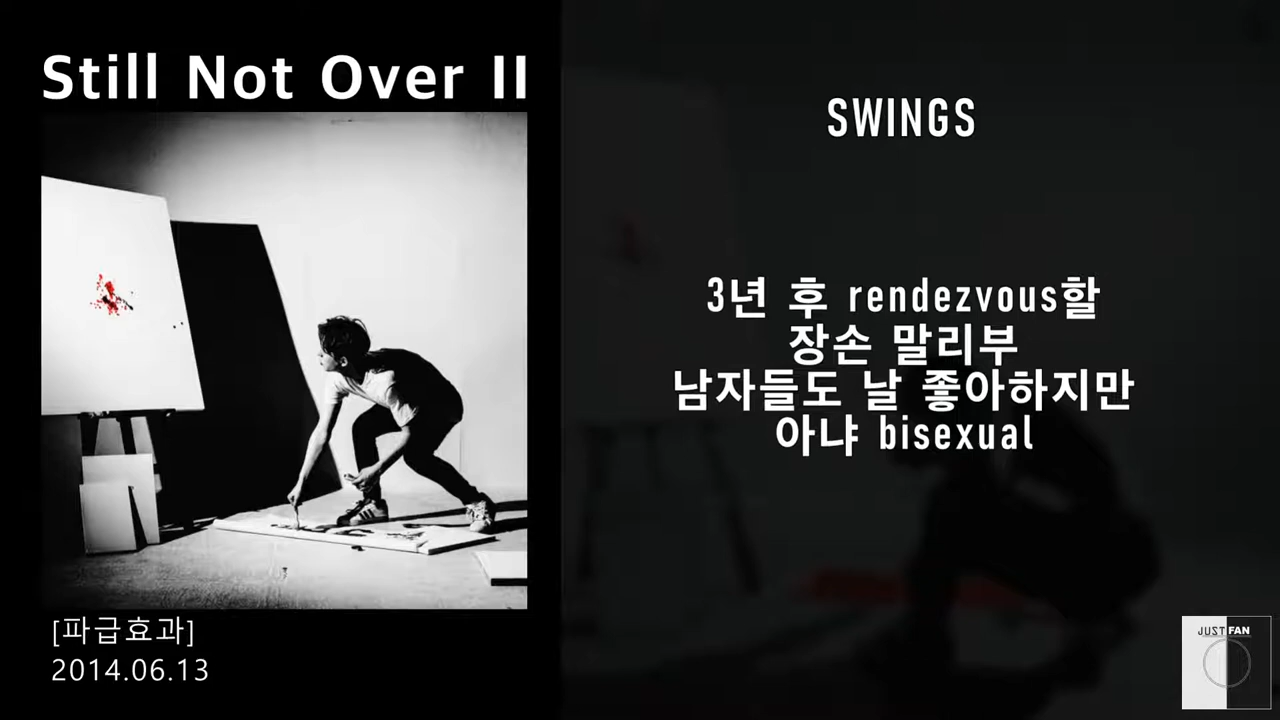 Still Not Over II
[파급효과]
2014.06.13
SWINGS
3년 후 rendezvous할
장손 말리부
남자들도 날 좋아하지만
아냐 bisexual
JUST FAN